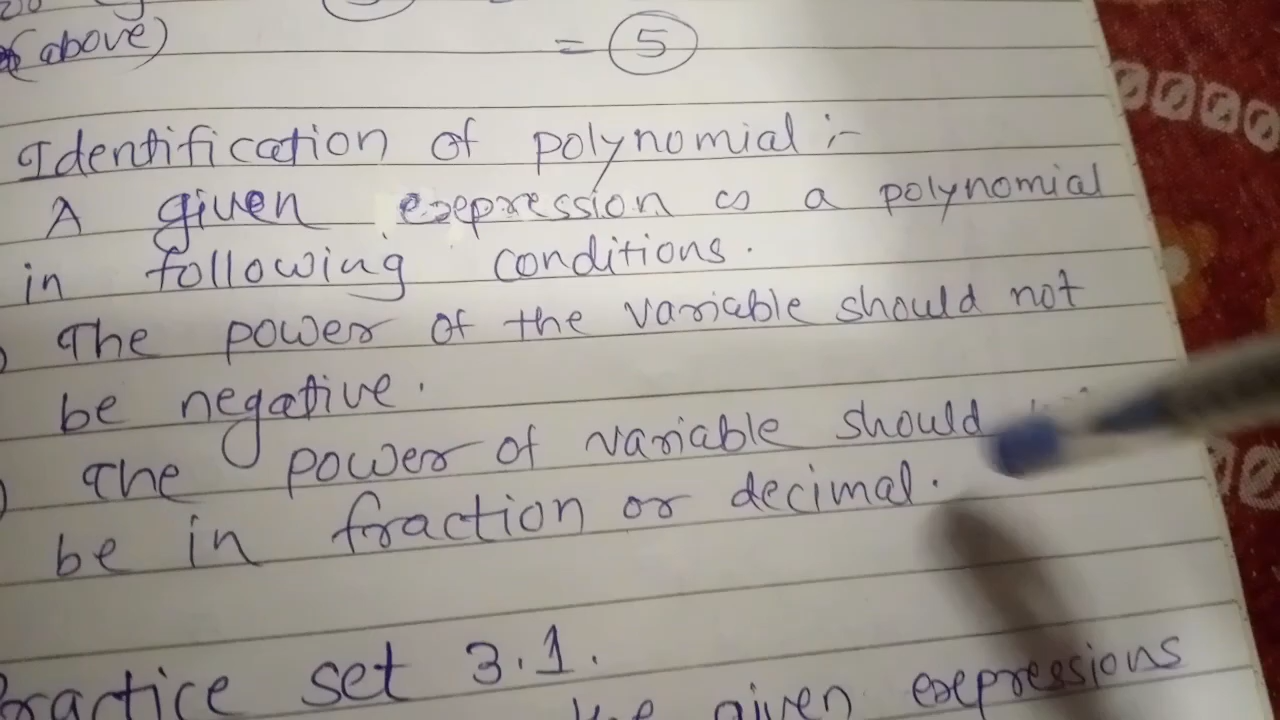 (above)
= 5
Identification of polynomial :-
A given expression is a polynomial
in following conditions.
The power of the variable should not
be negative.
The power of variable should
be in fraction or decimal.
Practice set 3.1.
the given expressions